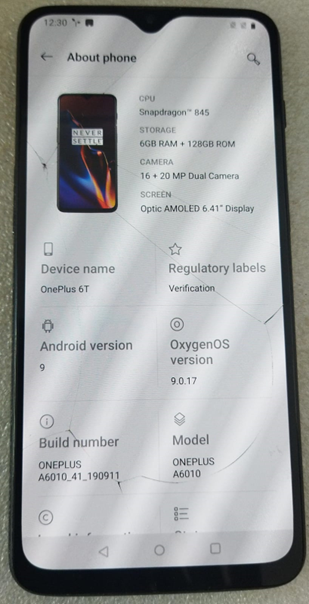 12:30
About phone
CPU
Snapdragon™ 845
STORAGE
6GB RAM + 128GB ROM
CAMERA
16 + 20 MP Dual Camera
SCREEN
Optic AMOLED 6.41" Display
NEVER
SETTLE
Device name
OnePlus 6T
Regulatory labels
Verification
Android version
9
OxygenOS
version
9.0.17
Build number
ONEPLUS
A6010_41_190911
Model
ONEPLUS
A6010